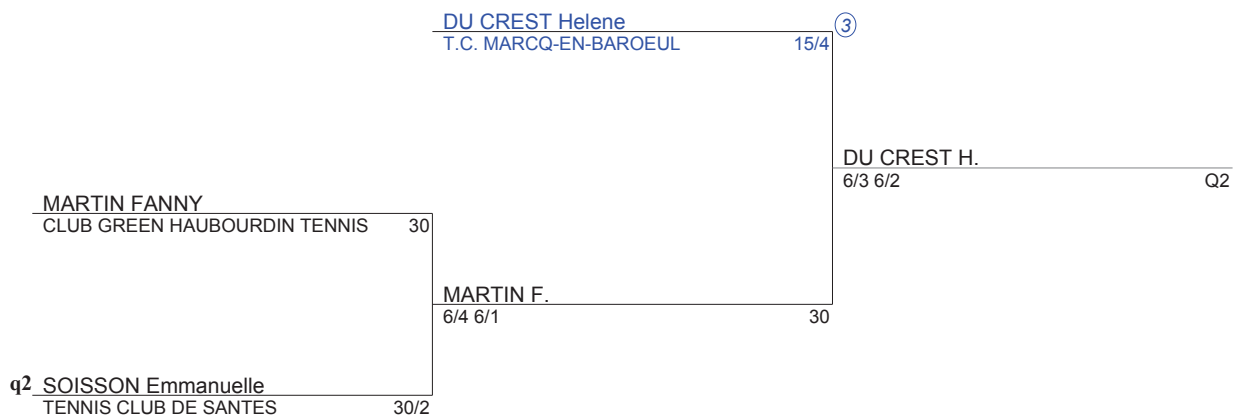 DU CREST Helene
3
T.C. MARCQ-EN-BAROEUL 15/4
DU CREST H.
6/3 6/2 Q2
MARTIN FANNY
CLUB GREEN HAUBOURDIN TENNIS 30
MARTIN F.
6/4 6/1 30
q2 SOISSON Emmanuelle
TENNIS CLUB DE SANTES 30/2